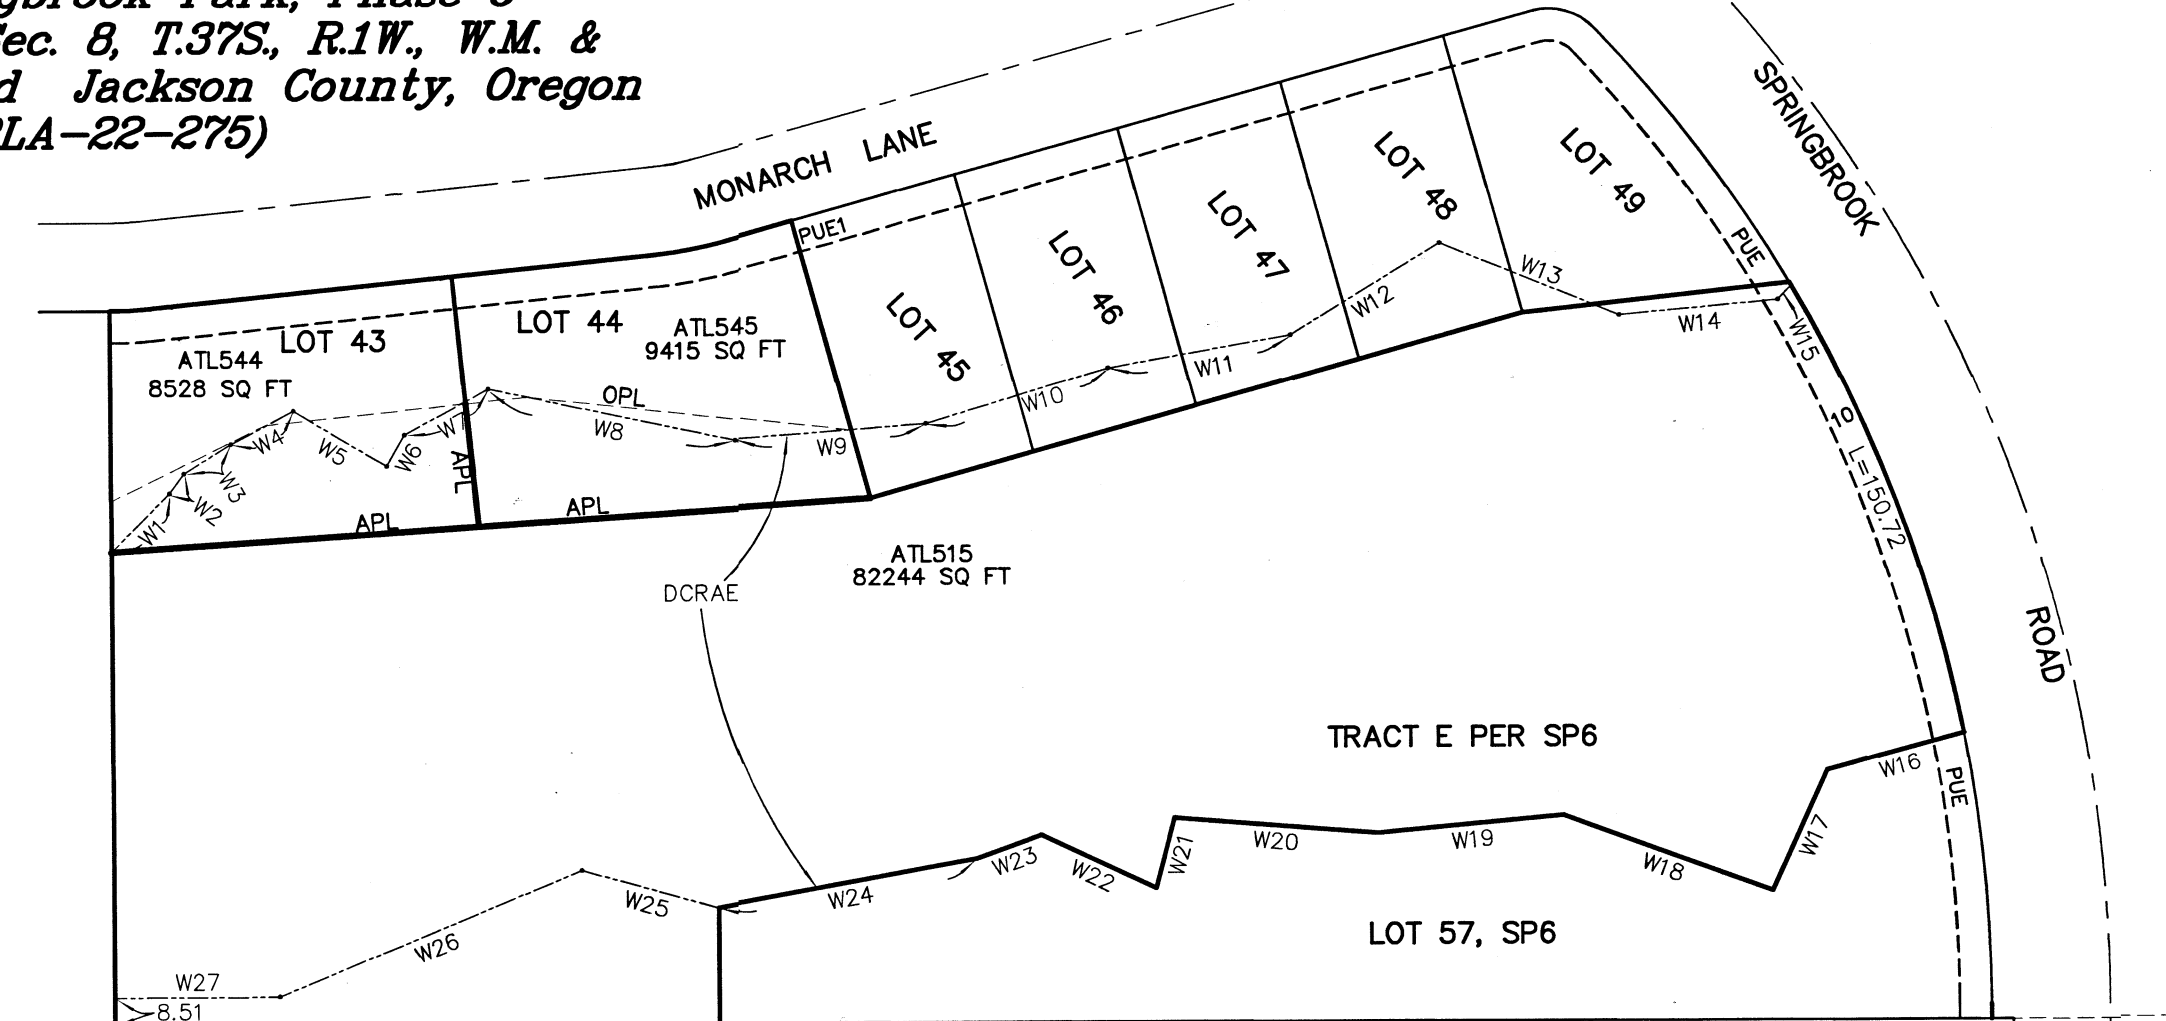 Sec. 8, T.37S., R.1W., W.M. &
Jackson County, Oregon
LA-22-275)
MONARCH LANE
SPRINGBROOK
ROAD
PUE1
LOT 43
LOT 44
LOT 45
LOT 46
LOT 47
LOT 48
LOT 49
ATL544
8528 SQ FT
ATL545
9415 SQ FT
OPL
PUE
W1
W2
W3
W4
W5
W6
W7
W8
W9
W10
W11
W12
W13
W14
W15
APL
APL
APL
10
L=150.72
ATL515
82244 SQ FT
DCRAE
TRACT E PER SP6
PUE
W16
W17
W18
W19
W20
W21
W22
W23
W24
W25
W26
W27
8.51
LOT 57, SP6